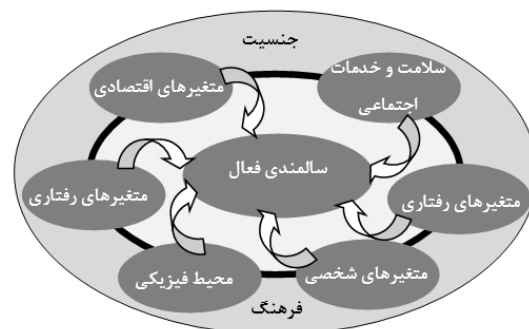 جنسیت
سلامت و خدمات
اجتماعی
متغیرهای اقتصادی
سالمندی فعال
متغیرهای رفتاری
متغیرهای رفتاری
متغیرهای شخصی
محیط فیزیکی
فرهنگ